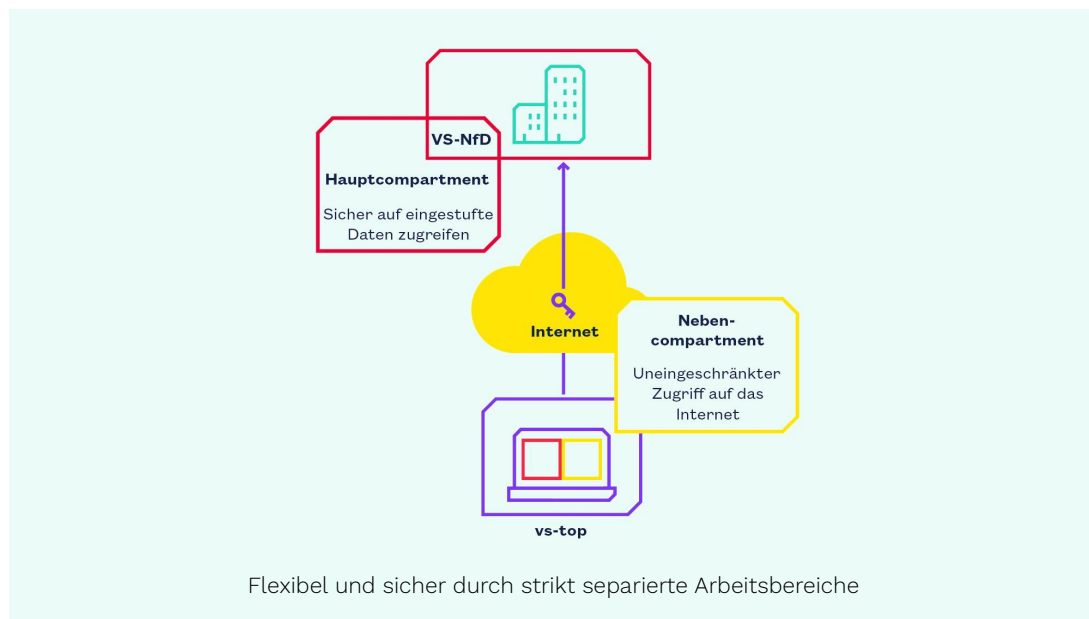 VS-NfD
Hauptcompartment
Sicher auf eingestufte
Daten zugreifen
Internet
Neben-
compartment
Uneingeschränkter
Zugriff auf das
Internet
vs-top
Flexibel und sicher durch strikt separierte Arbeitsbereiche